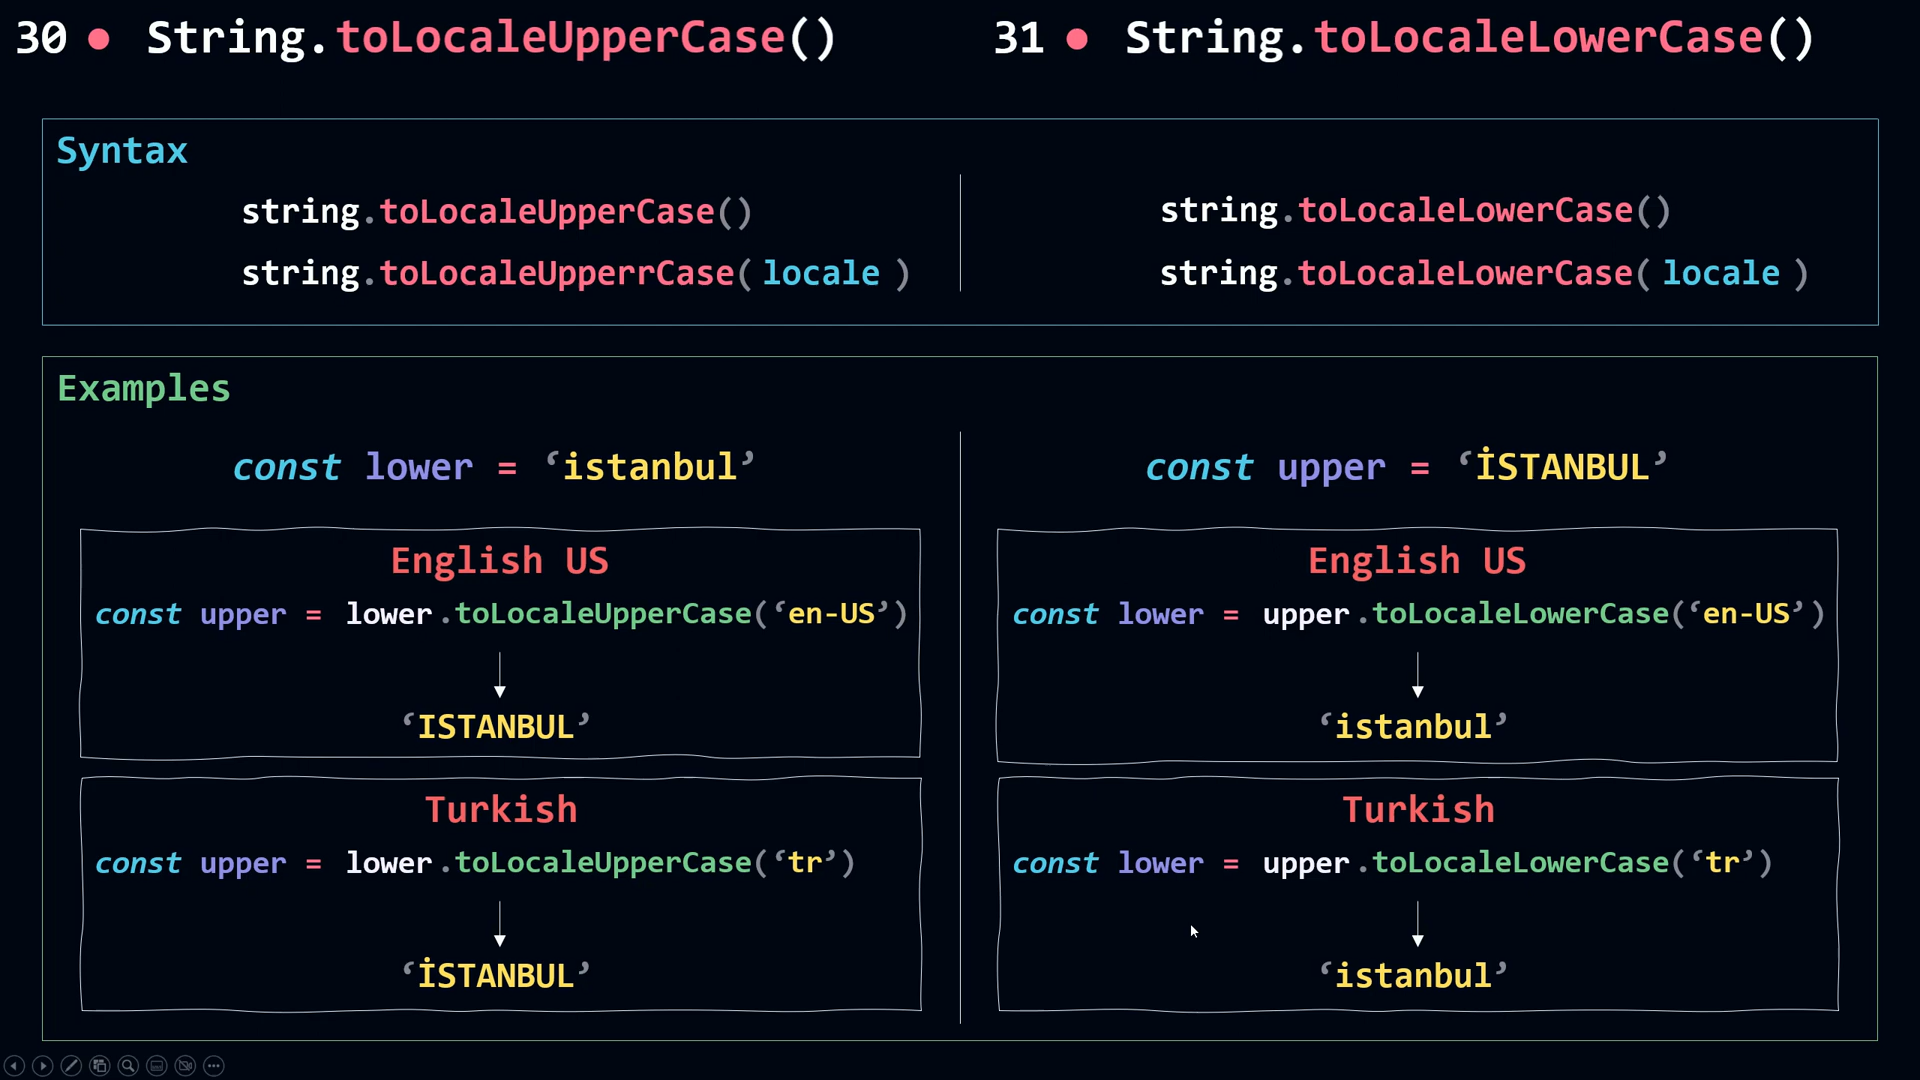 30 ● String.toLocaleUpperCase()
31 ● String.toLocaleLowerCase()
Syntax
string.toLocaleUpperCase()
string.toLocaleUpperrCase( locale )
string.toLocaleLowerCase()
string.toLocaleLowerCase( locale )
Examples
const lower = ‘istanbul’
English US
const upper = lower.toLocaleUpperCase(‘en-US’)
‘ISTANBUL’
Turkish
const upper = lower.toLocaleUpperCase(‘tr’)
‘İSTANBUL’
const upper = ‘İSTANBUL’
English US
const lower = upper.toLocaleLowerCase(‘en-US’)
‘istanbul’
Turkish
const lower = upper.toLocaleLowerCase(‘tr’)
‘istanbul’